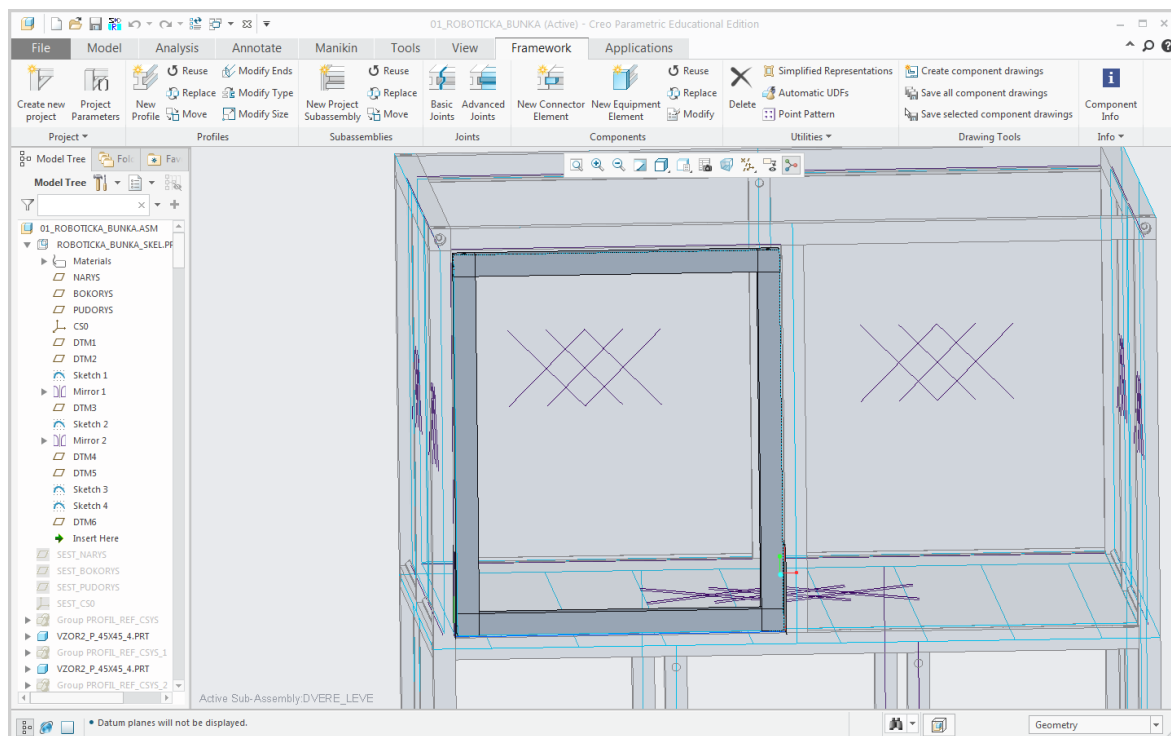 01_ROBOTICKA_BUNKA (Active) - Creo Parametric Educational Edition
File Model Analysis Annotate Manikin Tools View Framework Applications
Create new project
Project Parameters
New Profile
Reuse
Replace
Move
Modify Ends
Modify Type
Modify Size
New Project Subassembly
Reuse
Replace
Move
Basic Joints
Advanced Joints
New Connector Element
New Equipment Element
Reuse
Replace
Modify
Delete
Simplified Representations
Automatic UDFs
Point Pattern
Create component drawings
Save all component drawings
Save selected component drawings
Component Info
Project Profiles Subassemblies Joints Components Utilities Drawing Tools Info
Model Tree Fol Fav
Model Tree
01_ROBOTICKA_BUNKA.ASM
ROBOTICKA_BUNKA_SKEL.PR
Materials
NARYS
BOKORYS
PUDORYS
CS0
DTM1
DTM2
Sketch 1
Mirror 1
DTM3
Sketch 2
Mirror 2
DTM4
DTM5
Sketch 3
Sketch 4
DTM6
Insert Here
SEST_NARYS
SEST_BOKORYS
SEST_PUDORYS
SEST_CS0
Group PROFIL_REF_CSYS
VZOR2_P_45X45_4.PRT
Group PROFIL_REF_CSYS_1
VZOR2_P_45X45_4.PRT
Group PROFIL_REF_CSYS_2
Active Sub-Assembly:DVERE_LEVE
• Datum planes will not be displayed.
Geometry